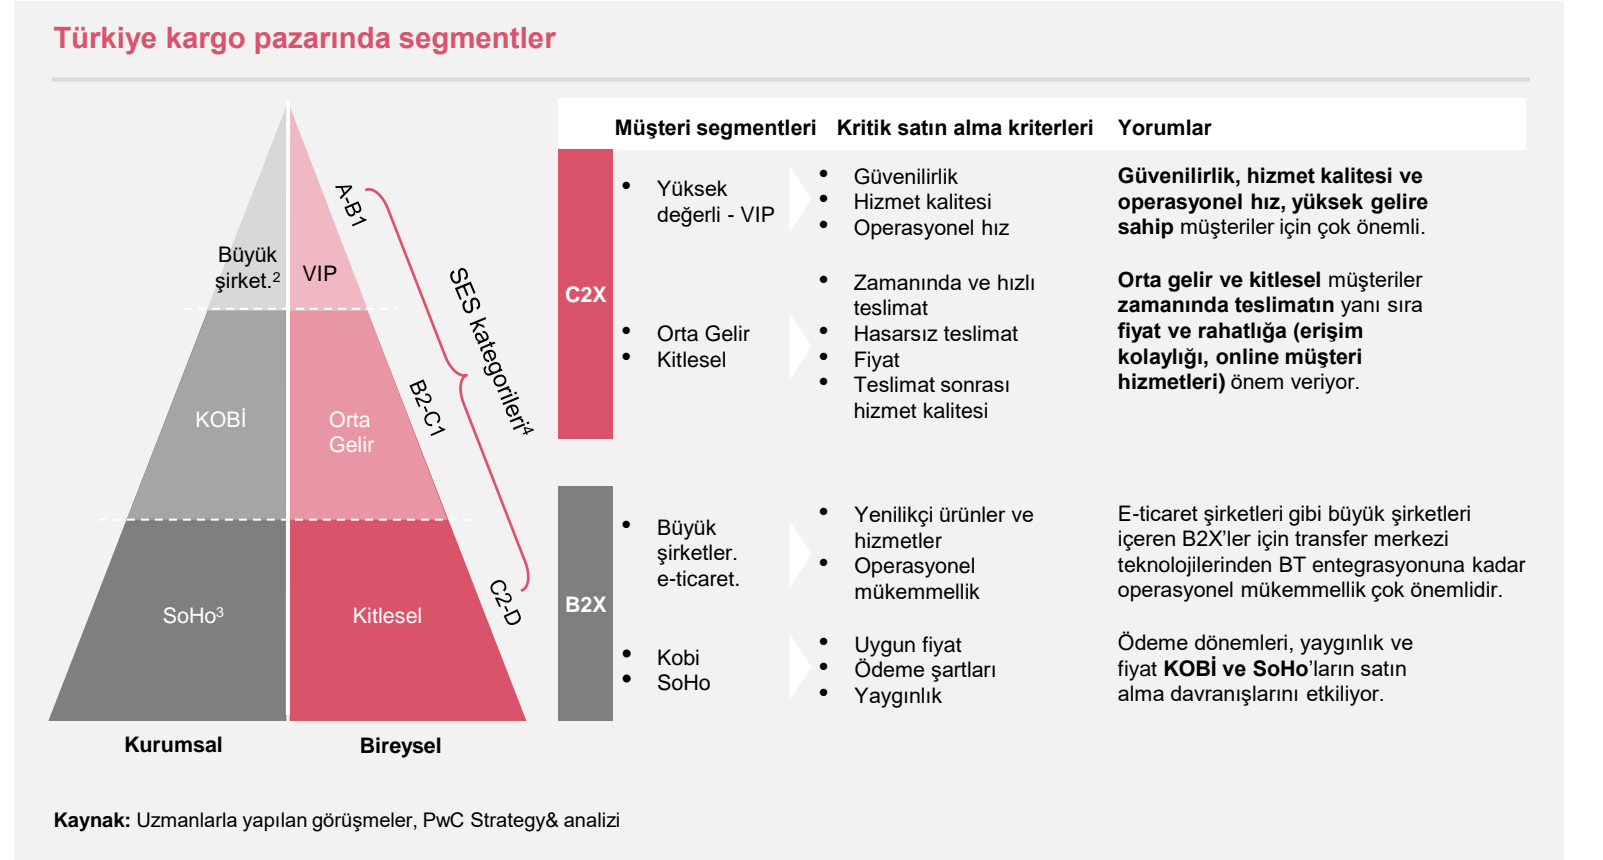 Türkiye kargo pazarında segmentler
Büyük
şirket.²
VIP
KOBİ
Orta
Gelir
SoHo³
Kitlesel
Kurumsal
Bireysel
A-B1
B2-C1
C2-D
SES kategorileri⁴
Müşteri segmentleri
Kritik satın alma kriterleri
Yorumlar
C2X
• Yüksek
değerli - VIP
• Güvenilirlik
• Hizmet kalitesi
• Operasyonel hız
Güvenilirlik, hizmet kalitesi ve
operasyonel hız, yüksek gelire
sahip müşteriler için çok önemli.
• Orta Gelir
• Kitlesel
• Zamanında ve hızlı
teslimat
• Hasarsız teslimat
• Fiyat
• Teslimat sonrası
hizmet kalitesi
Orta gelir ve kitlesel müşteriler
zamanında teslimatın yanı sıra
fiyat ve rahatlığa (erişim
kolaylığı, online müşteri
hizmetleri) önem veriyor.
B2X
• Büyük
şirketler.
e-ticaret.
• Yenilikçi ürünler ve
hizmetler
• Operasyonel
mükemmellik
E-ticaret şirketleri gibi büyük şirketleri
içeren B2X’ler için transfer merkezi
teknolojilerinden BT entegrasyonuna kadar
operasyonel mükemmellik çok önemlidir.
• Kobi
• SoHo
• Uygun fiyat
• Ödeme şartları
• Yaygınlık
Ödeme dönemleri, yaygınlık ve
fiyat KOBİ ve SoHo’ların satın
alma davranışlarını etkiliyor.
Kaynak: Uzmanlarla yapılan görüşmeler, PwC Strategy& analizi